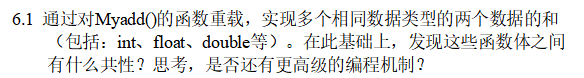 6.1 通过对Myadd()的函数重载，实现多个相同数据类型的两个数据的和
（包括：int、float、double等）。在此基础上，发现这些函数体之间
有什么共性？思考，是否还有更高级的编程机制？